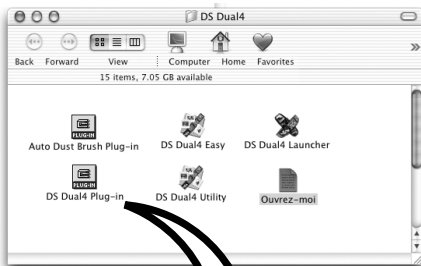 DS Dual4
Back Forward View Computer Home Favorites
15 items, 7.05 GB available
PLUG-IN
Auto Dust Brush Plug-in DS Dual4 Easy DS Dual4 Launcher
PLUG-IN
DS Dual4 Plug-in DS Dual4 Utility Ouvrez-moi